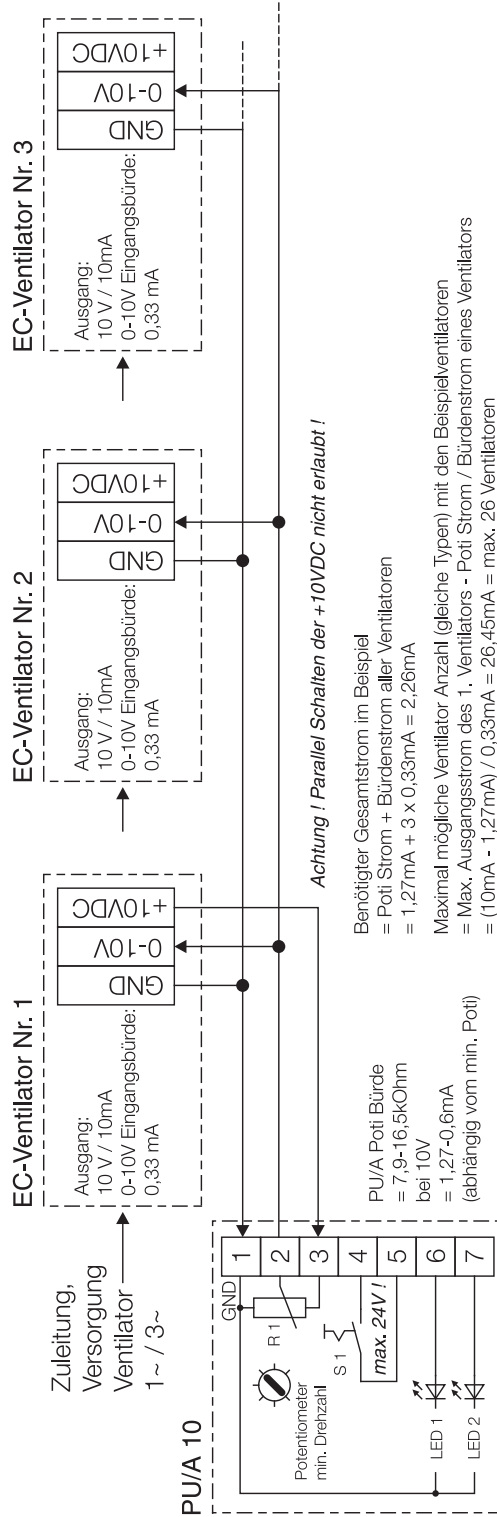 EC-Ventilator Nr. 1
Ausgang:
10 V / 10mA
0-10V Eingangsbürde:
0,33 mA
GND
0-10V
+10VDC
EC-Ventilator Nr. 2
Ausgang:
10 V / 10mA
0-10V Eingangsbürde:
0,33 mA
GND
0-10V
+10VDC
EC-Ventilator Nr. 3
Ausgang:
10 V / 10mA
0-10V Eingangsbürde:
0,33 mA
GND
0-10V
+10VDC
Zuleitung,
Versorgung
Ventilator
1~ / 3~
PU/A 10
Potentiometer
min. Drehzahl
GND
R 1
S 1
max. 24V !
LED 1
LED 2
1
2
3
4
5
6
7
PU/A Poti Bürde
= 7,9-16,5kOhm
bei 10V
= 1,27-0,6mA
(abhängig vom min. Poti)
Achtung ! Parallel Schalten der +10VDC nicht erlaubt !
Benötigter Gesamtstrom im Beispiel
= Poti Strom + Bürdenstrom aller Ventilatoren
= 1,27mA + 3 x 0,33mA = 2,26mA
Maximal mögliche Ventilator Anzahl (gleiche Typen) mit den Beispielventilatoren
= Max. Ausgangsstrom des 1. Ventilators - Poti Strom / Bürdenstrom eines Ventilators
= (10mA - 1,27mA) / 0,33mA = 26,45mA = max. 26 Ventilatoren